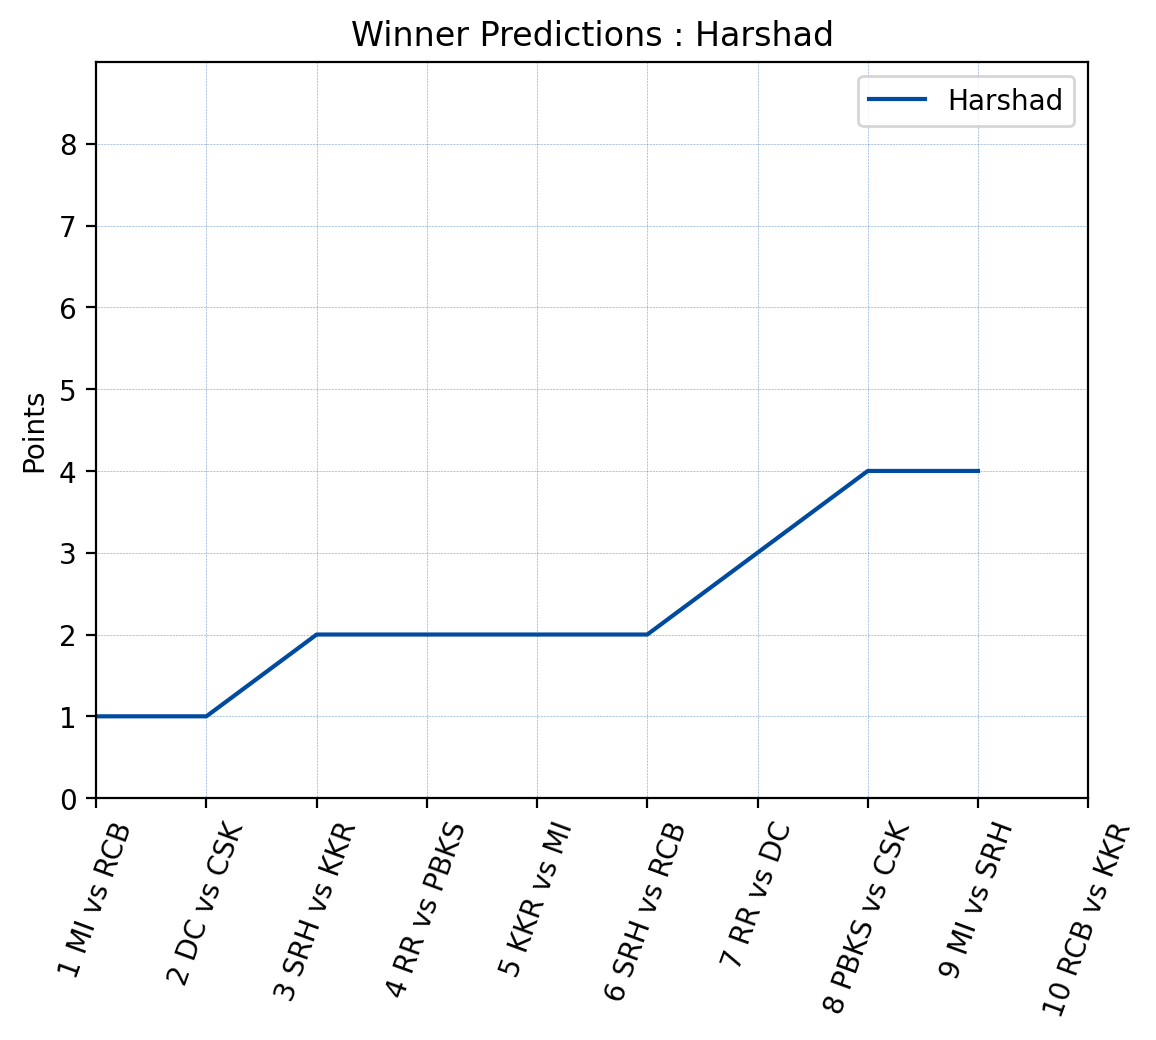 Winner Predictions : Harshad
Harshad
Points
8
7
6
5
4
3
2
1
0
1 MI vs RCB
2 DC vs CSK
3 SRH vs KKR
4 RR vs PBKS
5 KKR vs MI
6 SRH vs RCB
7 RR vs DC
8 PBKS vs CSK
9 MI vs SRH
10 RCB vs KKR